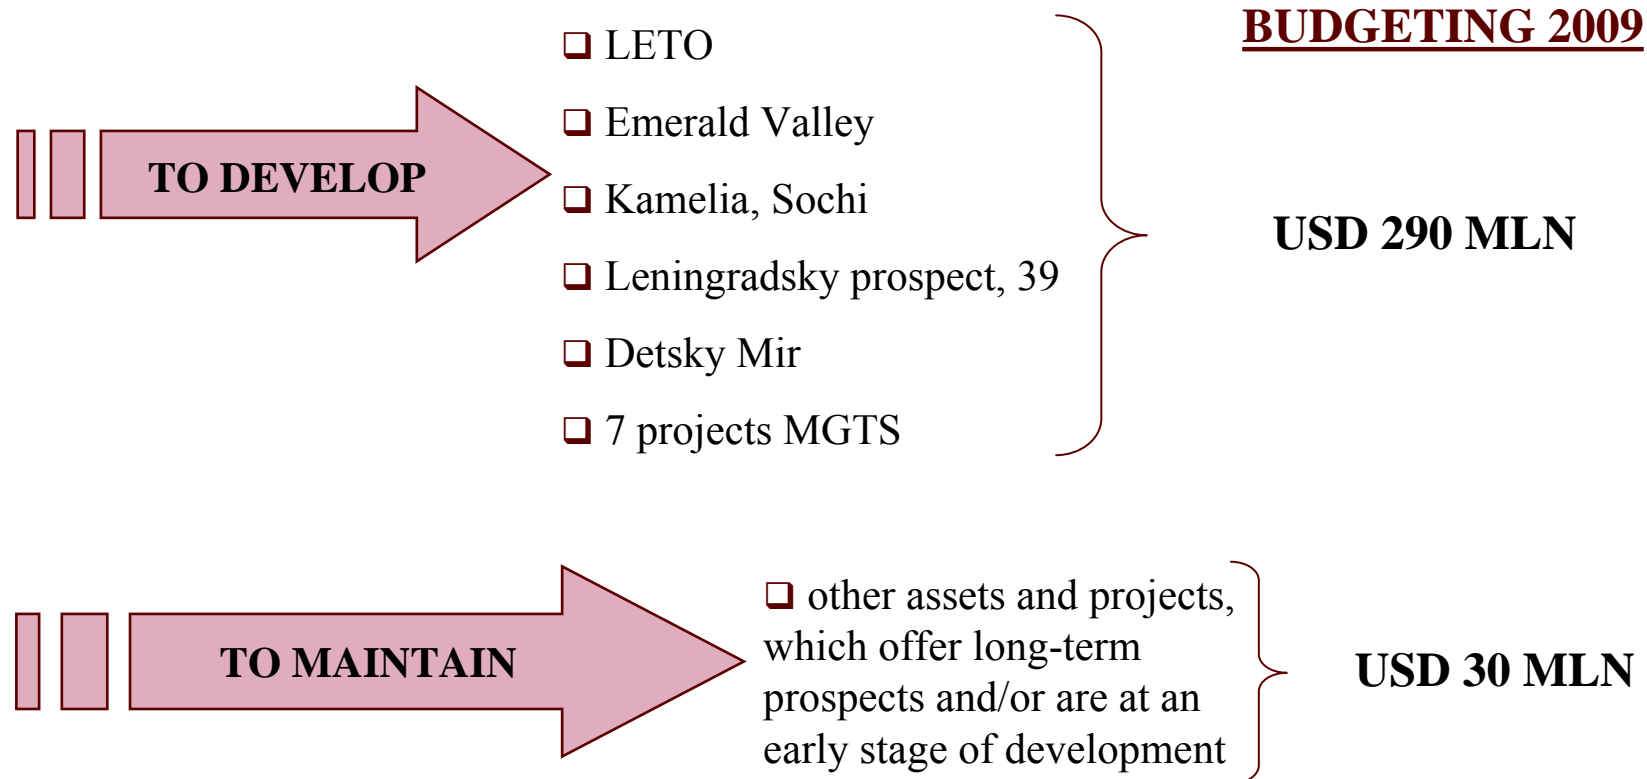 BUDGETING 2009
TO DEVELOP
❑ LETO
❑ Emerald Valley
❑ Kamelia, Sochi
❑ Leningradsky prospect, 39
❑ Detsky Mir
❑ 7 projects MGTS
USD 290 MLN
TO MAINTAIN
❑ other assets and projects,
which offer long-term
prospects and/or are at an
early stage of development
USD 30 MLN